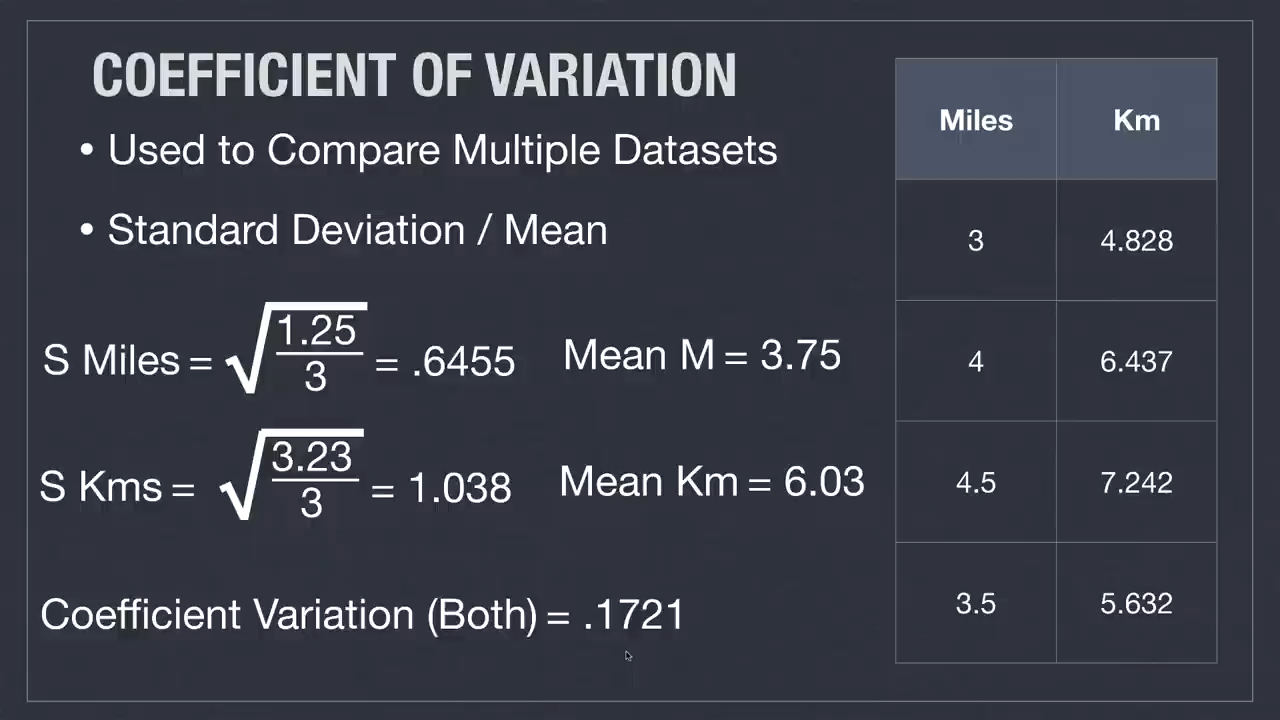 COEFFICIENT OF VARIATION
• Used to Compare Multiple Datasets
• Standard Deviation / Mean
S Miles = √(1.25/3) = .6455 Mean M = 3.75
S Kms = √(3.23/3) = 1.038 Mean Km = 6.03
Coefficient Variation (Both) = .1721
Miles Km
3 4.828
4 6.437
4.5 7.242
3.5 5.632